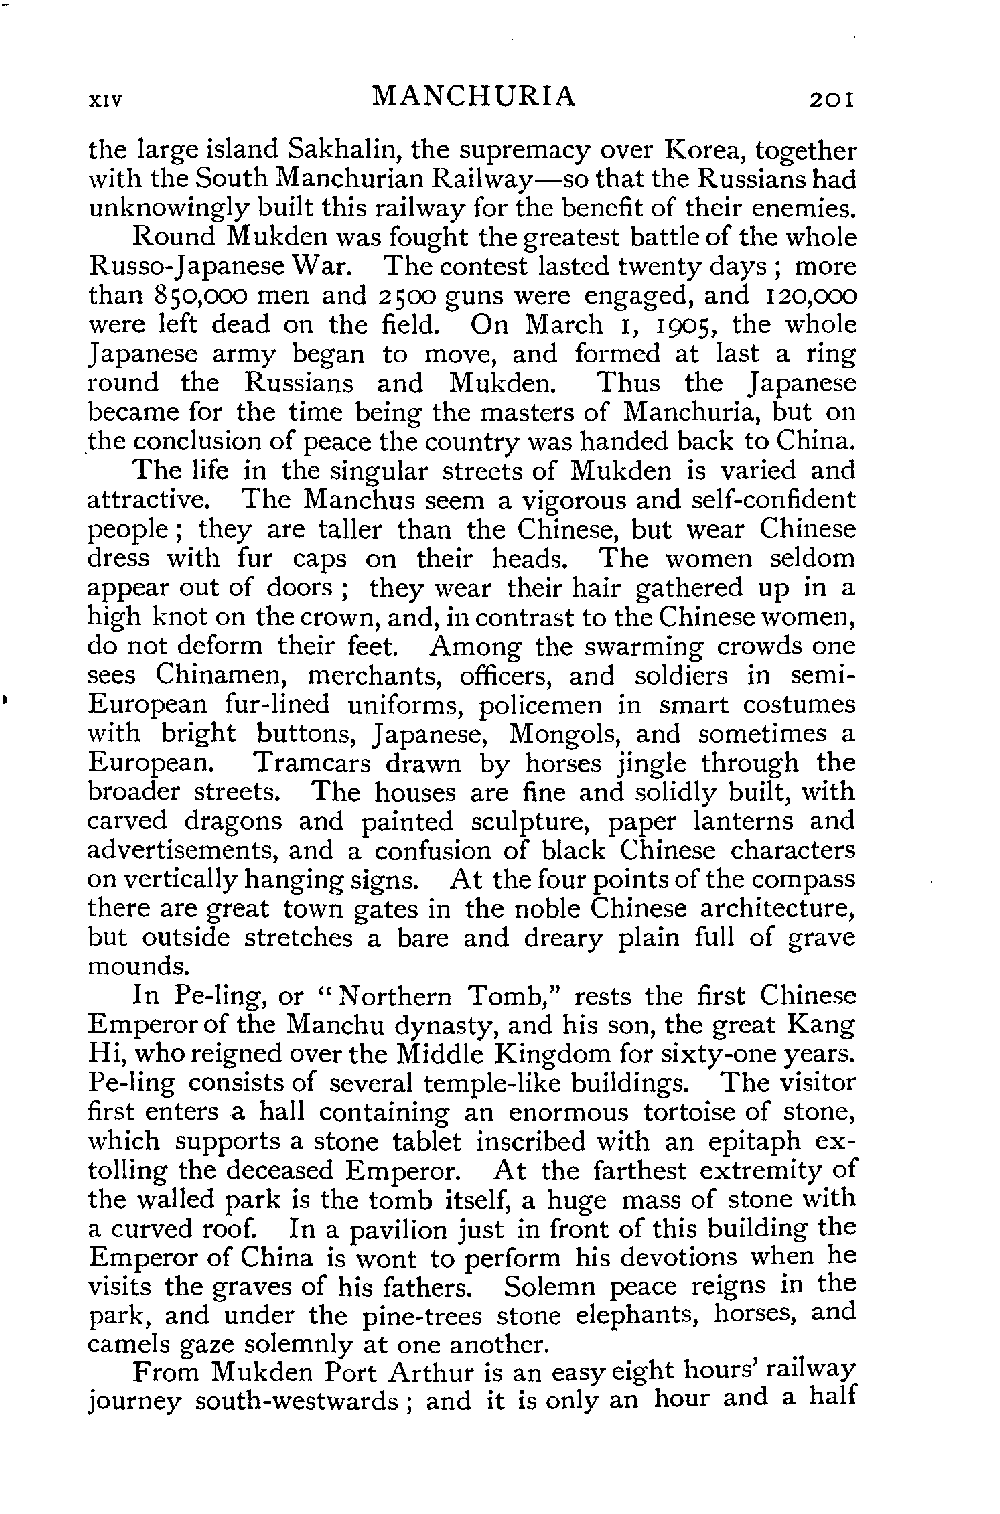 XIV MANCHURIA 201
the large island Sakhalin, the supremacy over Korea, together
with the South Manchurian Railway—so that the Russians had
unknowingly built this railway for the benefit of their enemies.
Round Mukden was fought the greatest battle of the whole
Russo-Japanese War. The contest lasted twenty days ; more
than 850,000 men and 2500 guns were engaged, and 120,000
were left dead on the field. On March 1, 1905, the whole
Japanese army began to move, and formed at last a ring
round the Russians and Mukden. Thus the Japanese
became for the time being the masters of Manchuria, but on
the conclusion of peace the country was handed back to China.
The life in the singular streets of Mukden is varied and
attractive. The Manchus seem a vigorous and self-confident
people ; they are taller than the Chinese, but wear Chinese
dress with fur caps on their heads. The women seldom
appear out of doors ; they wear their hair gathered up in a
high knot on the crown, and, in contrast to the Chinese women,
do not deform their feet. Among the swarming crowds one
sees Chinamen, merchants, officers, and soldiers in semi-
European fur-lined uniforms, policemen in smart costumes
with bright buttons, Japanese, Mongols, and sometimes a
European. Tramcars drawn by horses jingle through the
broader streets. The houses are fine and solidly built, with
carved dragons and painted sculpture, paper lanterns and
advertisements, and a confusion of black Chinese characters
on vertically hanging signs. At the four points of the compass
there are great town gates in the noble Chinese architecture,
but outside stretches a bare and dreary plain full of grave
mounds.
In Pe-ling, or “Northern Tomb,” rests the first Chinese
Emperor of the Manchu dynasty, and his son, the great Kang
Hi, who reigned over the Middle Kingdom for sixty-one years.
Pe-ling consists of several temple-like buildings. The visitor
first enters a hall containing an enormous tortoise of stone,
which supports a stone tablet inscribed with an epitaph ex-
tolling the deceased Emperor. At the farthest extremity of
the walled park is the tomb itself, a huge mass of stone with
a curved roof. In a pavilion just in front of this building the
Emperor of China is wont to perform his devotions when he
visits the graves of his fathers. Solemn peace reigns in the
park, and under the pine-trees stone elephants, horses, and
camels gaze solemnly at one another.
From Mukden Port Arthur is an easy eight hours’ railway
journey south-westwards ; and it is only an hour and a half